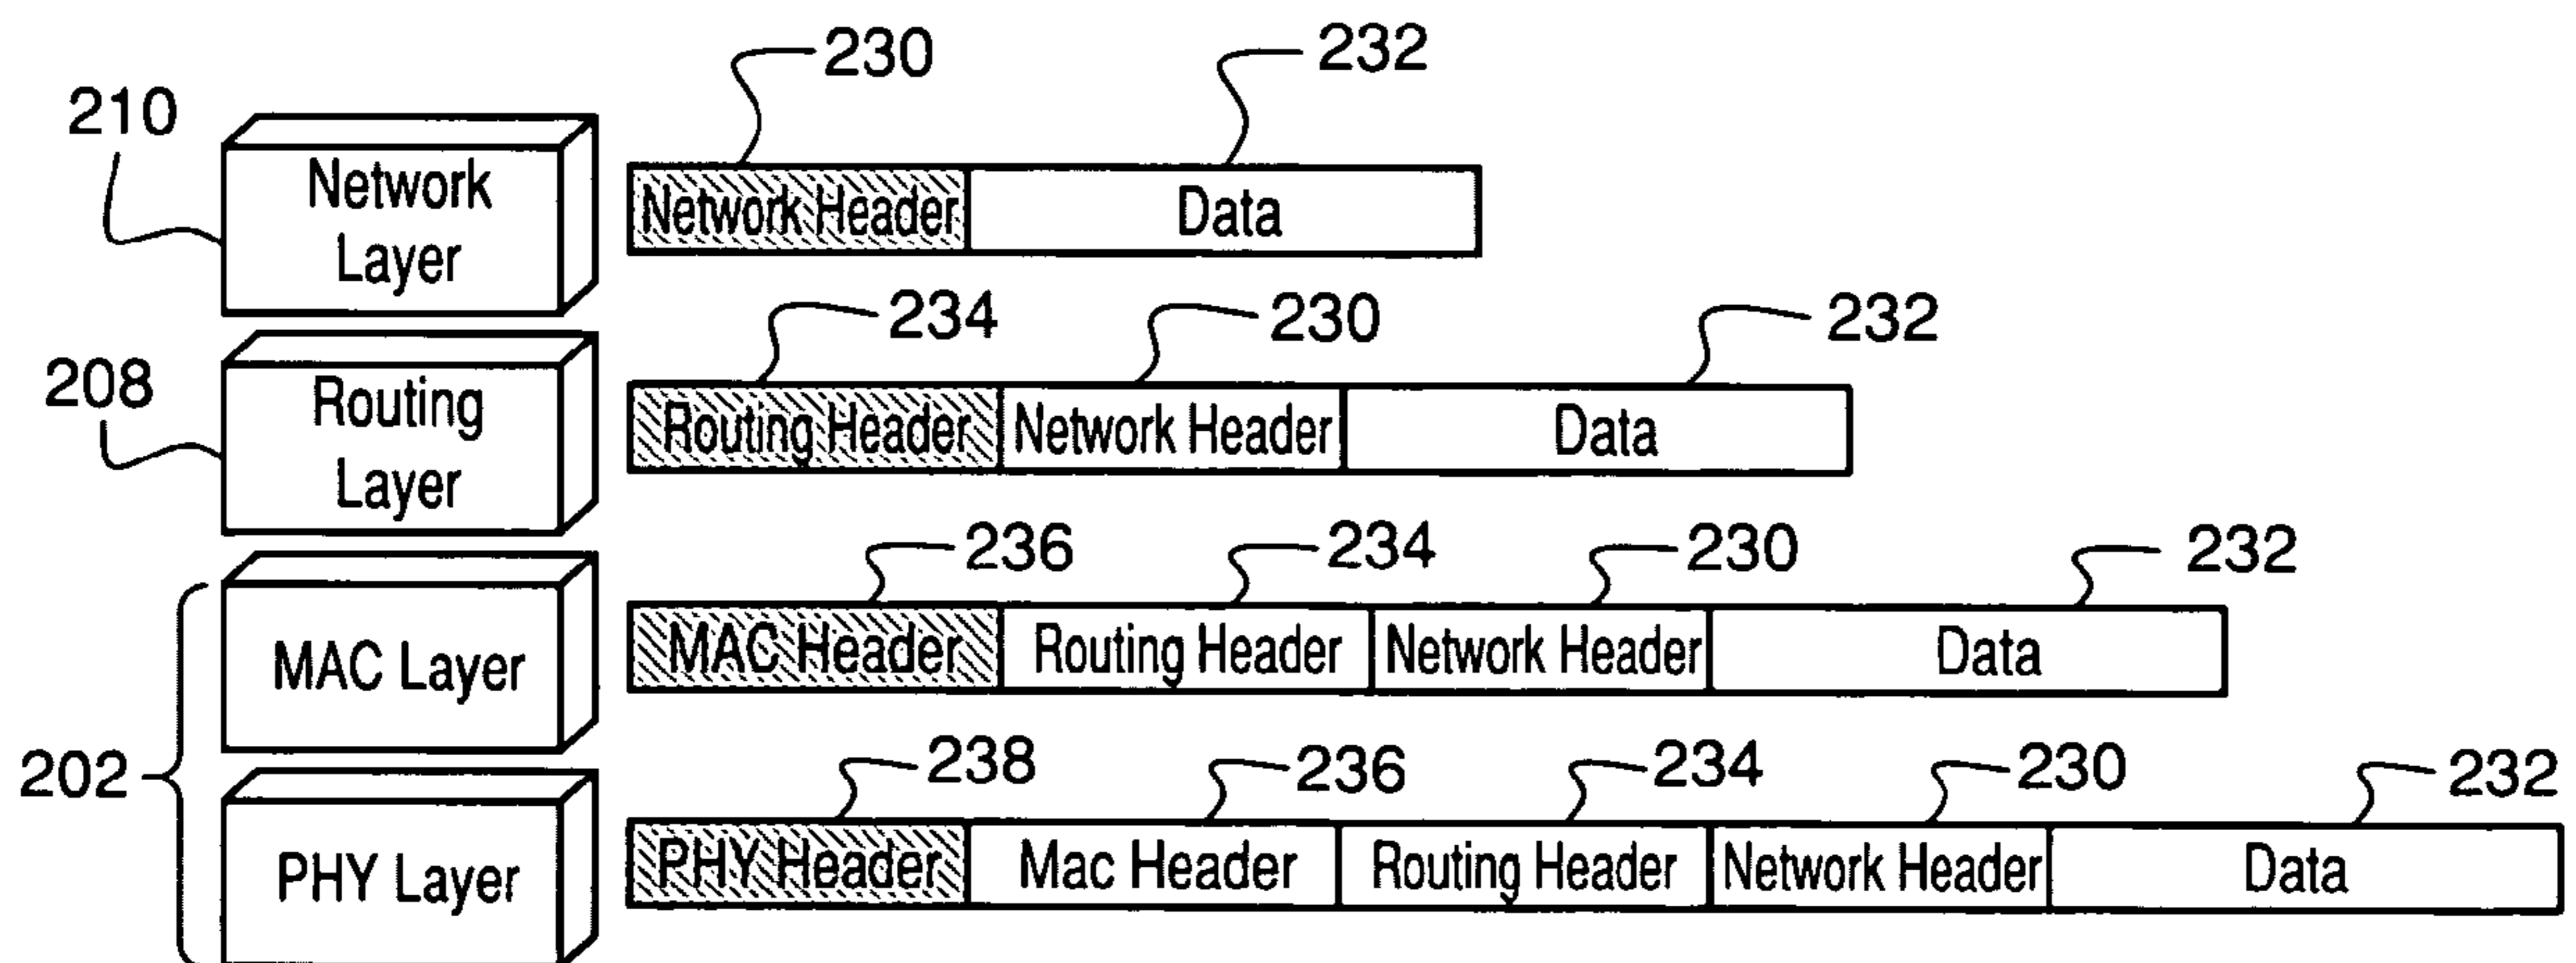 230 232
210
Network
Layer
Network Header Data
234 230 232
208
Routing
Layer
Routing Header Network Header Data
236 234 230 232
MAC Layer
MAC Header Routing Header Network Header Data
202
238 236 234 230 232
PHY Layer
PHY Header Mac Header Routing Header Network Header Data